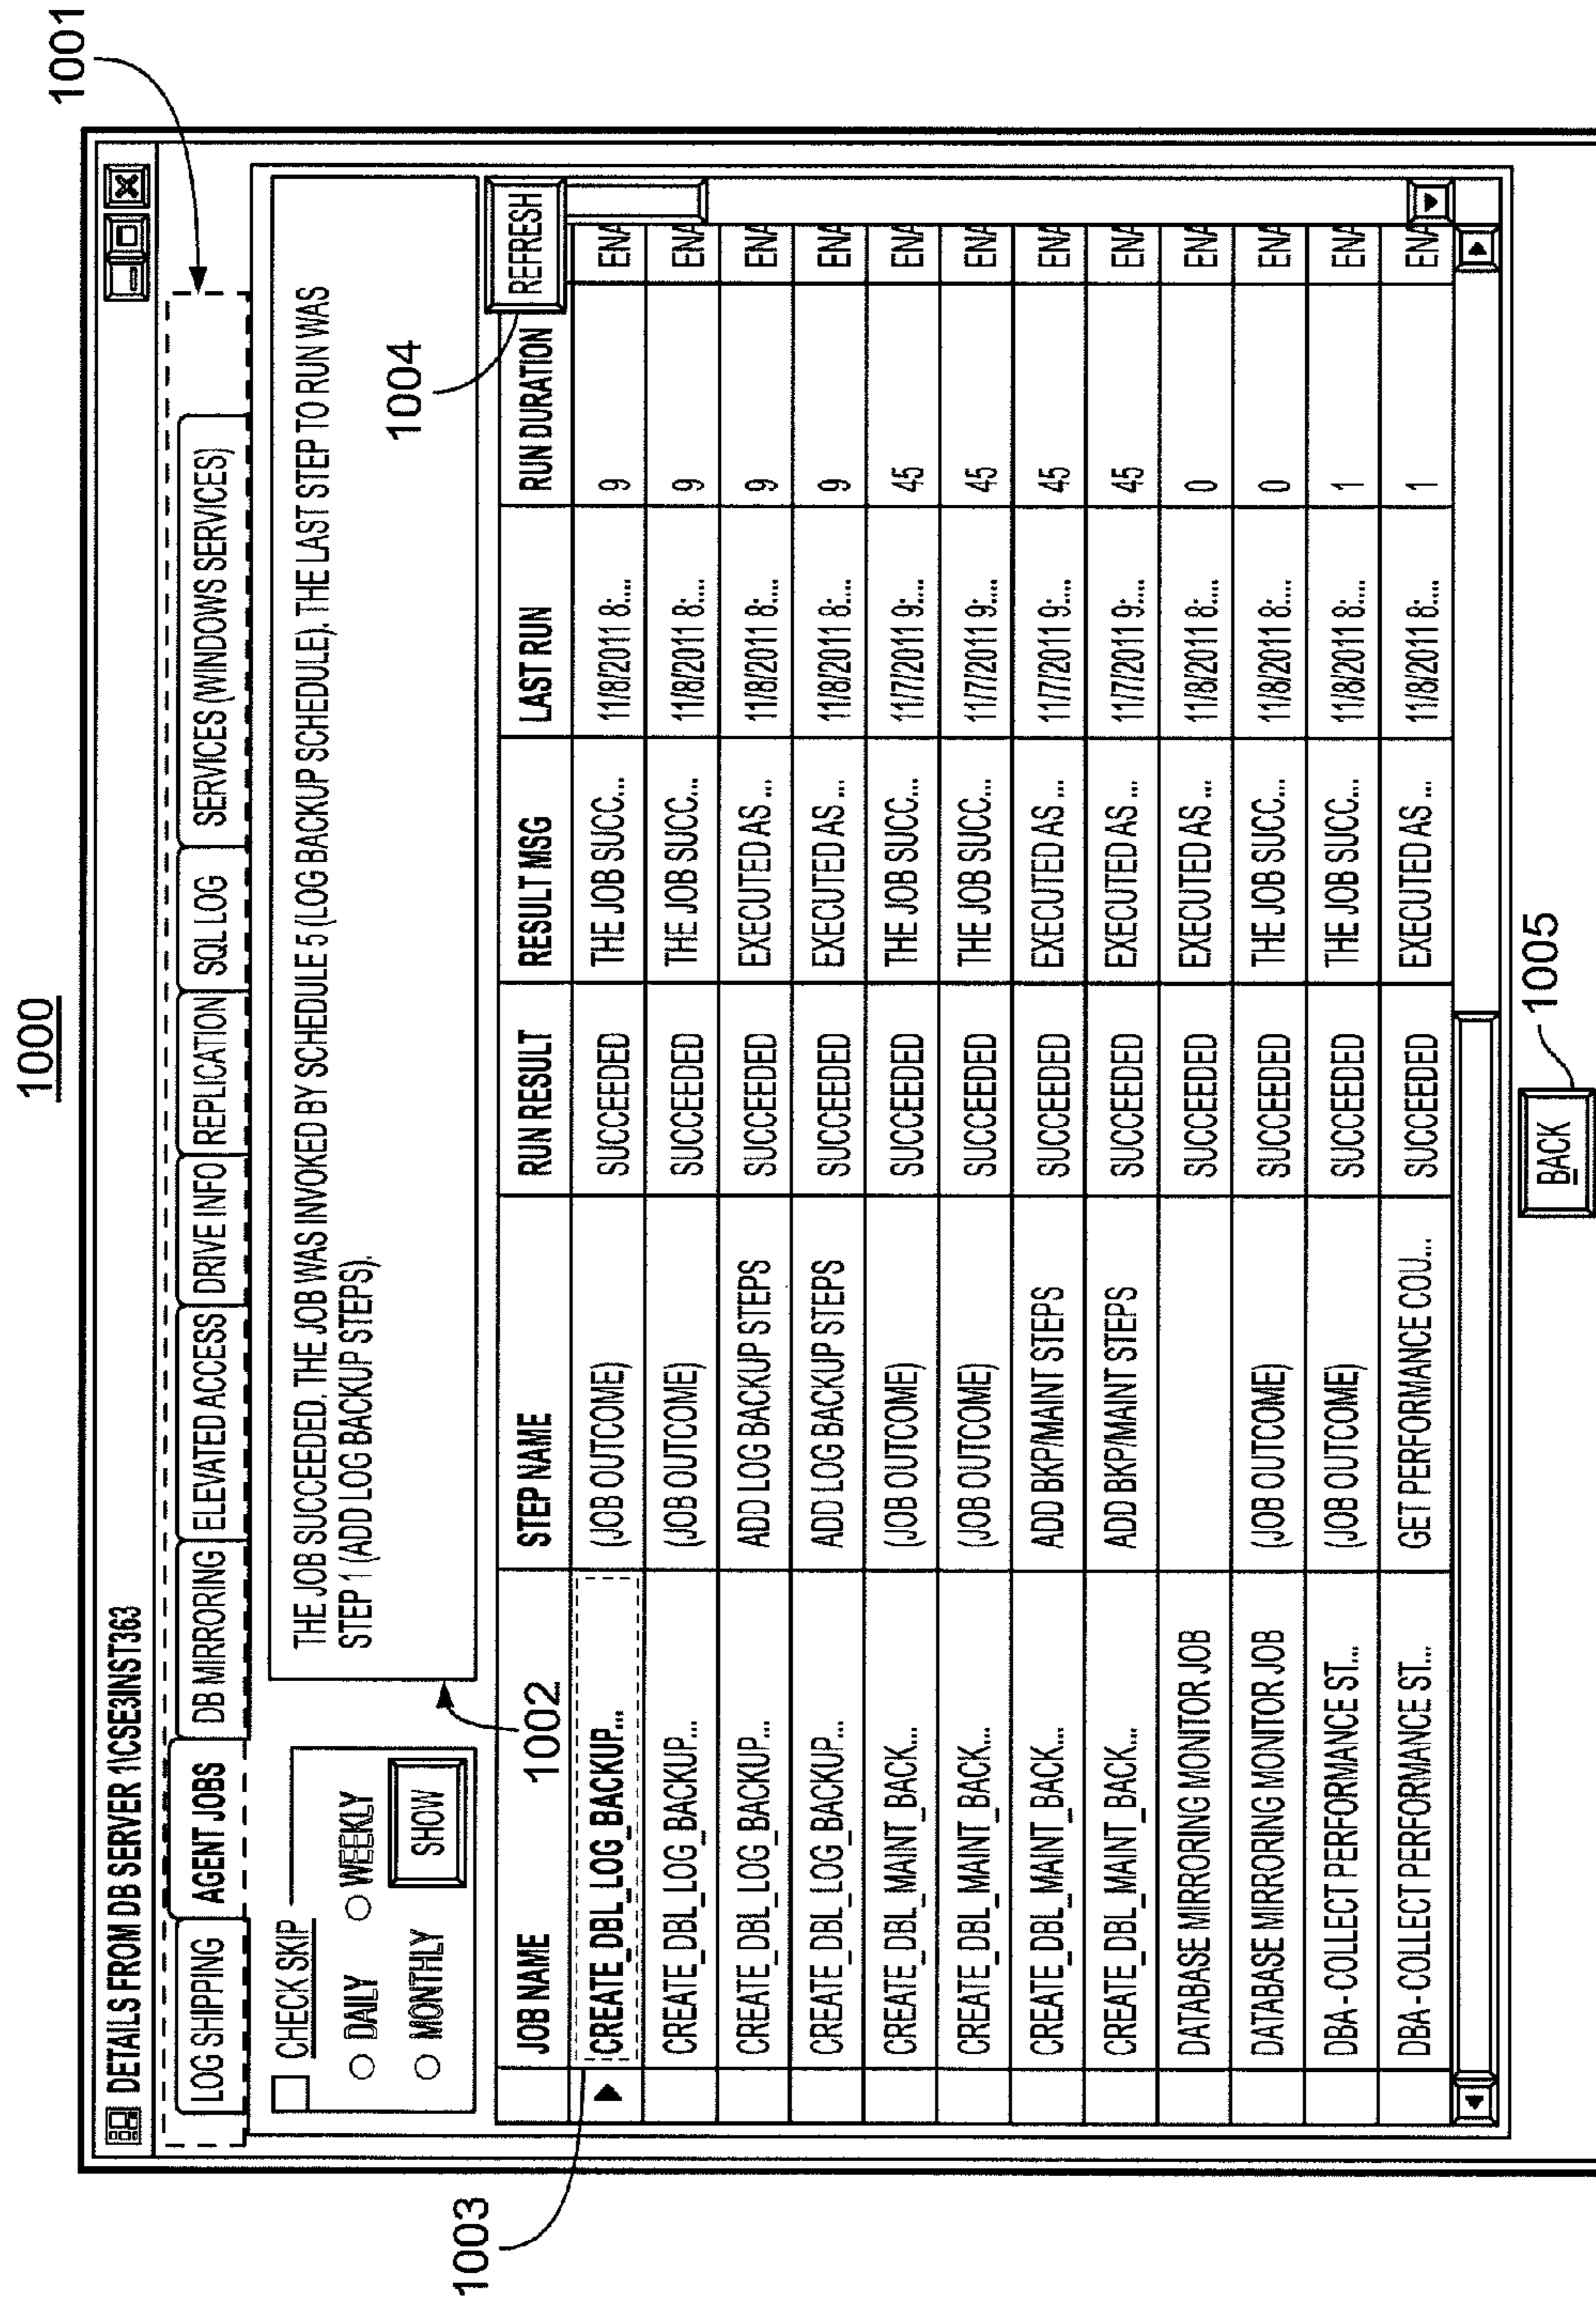 1000
1001
DETAILS FROM DB SERVER 1\CSE3INST363
LOG SHIPPING AGENT JOBS DB MIRRORING ELEVATED ACCESS DRIVE INFO REPLICATION SQL LOG SERVICES (WINDOWS SERVICES)
CHECK SKIP
DAILY WEEKLY
MONTHLY SHOW
THE JOB SUCCEEDED. THE JOB WAS INVOKED BY SCHEDULE 5 (LOG BACKUP SCHEDULE). THE LAST STEP TO RUN WAS
STEP 1 (ADD LOG BACKUP STEPS).
1002
1004
REFRESH
1003
JOB NAME STEP NAME RUN RESULT RESULT MSG LAST RUN RUN DURATION
CREATE_DBL_LOG_BACKUP... (JOB OUTCOME) SUCCEEDED THE JOB SUCC... 11/8/2011 8:.... 9 ENA
CREATE_DBL_LOG_BACKUP... (JOB OUTCOME) SUCCEEDED THE JOB SUCC... 11/8/2011 8:.... 9 ENA
CREATE_DBL_LOG_BACKUP... ADD LOG BACKUP STEPS SUCCEEDED EXECUTED AS ... 11/8/2011 8:.... 9 ENA
CREATE_DBL_LOG_BACKUP... ADD LOG BACKUP STEPS SUCCEEDED EXECUTED AS ... 11/8/2011 8:.... 9 ENA
CREATE_DBL_MAINT_BACK... (JOB OUTCOME) SUCCEEDED THE JOB SUCC... 11/7/2011 9:.... 45 ENA
CREATE_DBL_MAINT_BACK... (JOB OUTCOME) SUCCEEDED THE JOB SUCC... 11/7/2011 9:.... 45 ENA
CREATE_DBL_MAINT_BACK... ADD BKP/MAINT STEPS SUCCEEDED EXECUTED AS ... 11/7/2011 9:.... 45 ENA
CREATE_DBL_MAINT_BACK... ADD BKP/MAINT STEPS SUCCEEDED EXECUTED AS ... 11/7/2011 9:.... 45 ENA
DATABASE MIRRORING MONITOR JOB SUCCEEDED EXECUTED AS ... 11/8/2011 8:.... 0 ENA
DATABASE MIRRORING MONITOR JOB (JOB OUTCOME) SUCCEEDED THE JOB SUCC... 11/8/2011 8:.... 0 ENA
DBA - COLLECT PERFORMANCE ST... (JOB OUTCOME) SUCCEEDED THE JOB SUCC... 11/8/2011 8:.... 1 ENA
DBA - COLLECT PERFORMANCE ST... GET PERFORMANCE COU... SUCCEEDED EXECUTED AS ... 11/8/2011 8:.... 1 ENA
BACK 1005